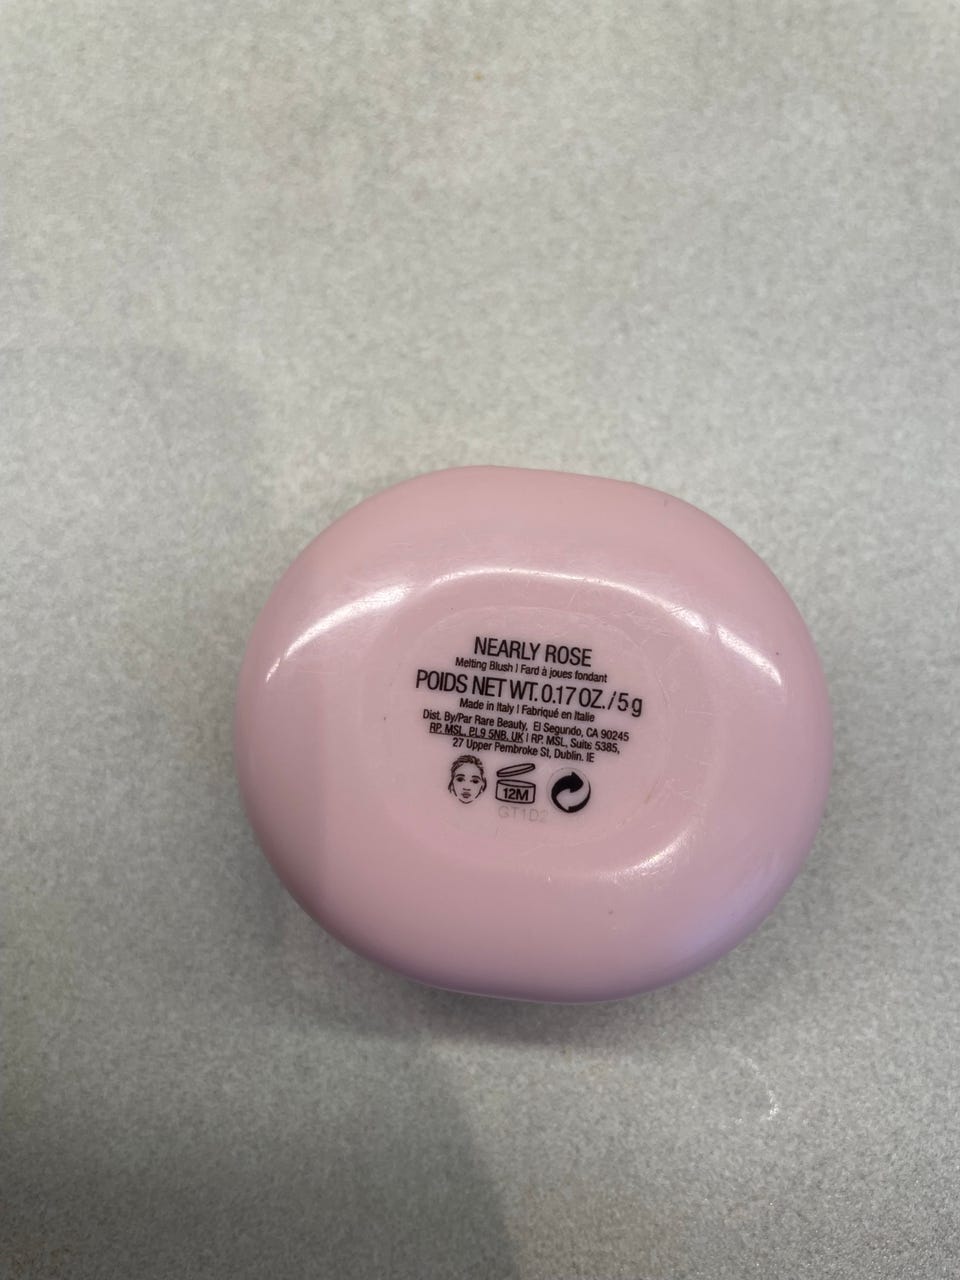 NEARLY ROSE
Melting Blush | Fard à joues fondant
POIDS NET WT. 0.17 OZ. / 5 g
Made in Italy | Fabriqué en Italie
Dist. By/Par Rare Beauty, El Segundo, CA 90245
RP. MSL. PL9 5NB. UK | RP. MSL, Suite 5385,
27 Upper Pembroke St, Dublin. IE
12M
GT1D2